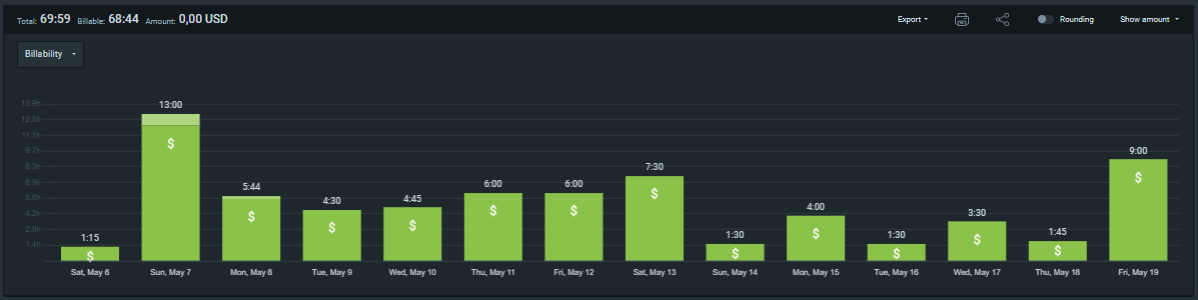 Total: 69:59 Billable: 68:44 Amount: 0,00 USD Export Rounding Show amount
Billability
13.9h
12.5h
11.1h
9.7h
8.3h
6.9h
5.6h
4.2h
2.8h
1.4h
1:15 13:00 5:44 4:30 4:45 6:00 6:00 7:30 1:30 4:00 1:30 3:30 1:45 9:00
$ $ $ $ $ $ $ $ $ $ $ $ $ $
Sat, May 6 Sun, May 7 Mon, May 8 Tue, May 9 Wed, May 10 Thu, May 11 Fri, May 12 Sat, May 13 Sun, May 14 Mon, May 15 Tue, May 16 Wed, May 17 Thu, May 18 Fri, May 19